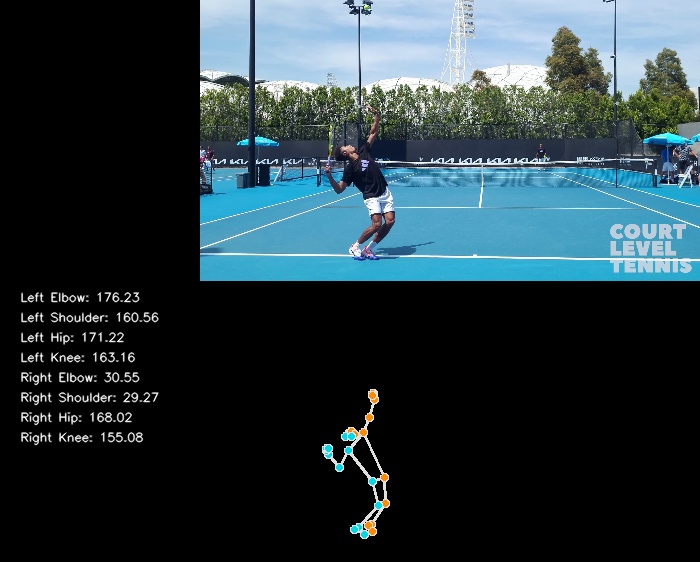 COURT
LEVEL
TENNIS
Left Elbow: 176.23
Left Shoulder: 160.56
Left Hip: 171.22
Left Knee: 163.16
Right Elbow: 30.55
Right Shoulder: 29.27
Right Hip: 168.02
Right Knee: 155.08